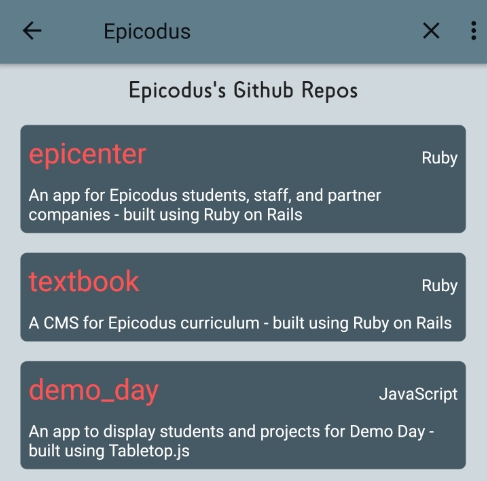 Epicodus
Epicodus's Github Repos
epicenter
Ruby
An app for Epicodus students, staff, and partner
companies - built using Ruby on Rails
textbook
Ruby
A CMS for Epicodus curriculum - built using Ruby on Rails
demo_day
JavaScript
An app to display students and projects for Demo Day -
built using Tabletop.js